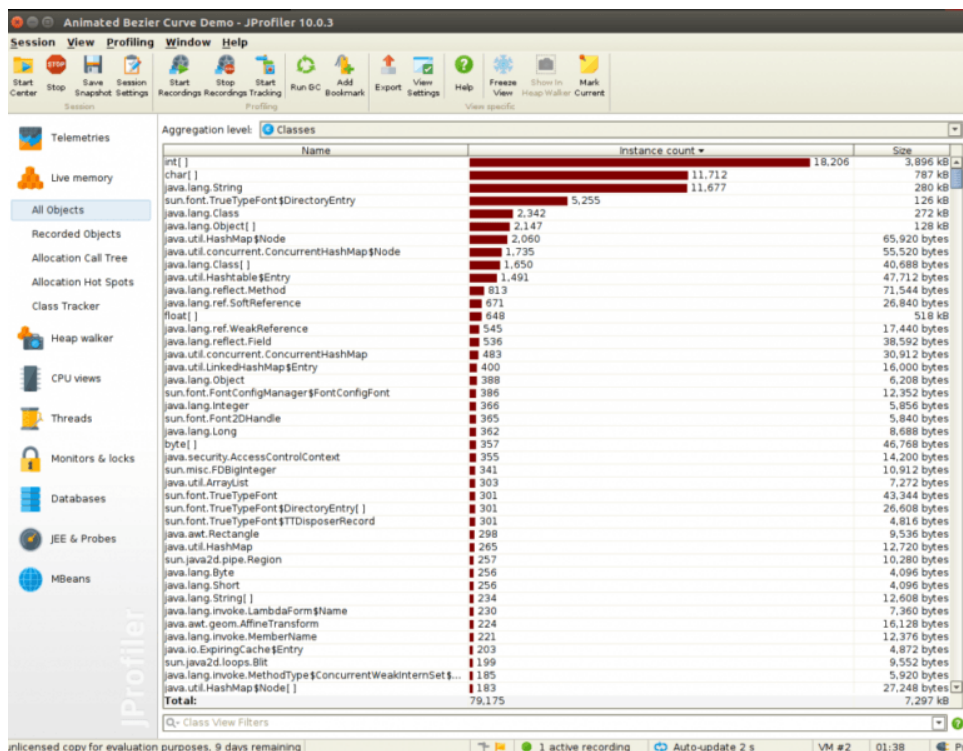 Animated Bezier Curve Demo - JProfiler 10.0.3
Session View Profiling Window Help
Start Center Stop Save Snapshot Session Settings Start Recordings Stop Recordings Start Tracking Run GC Add Bookmark Export View Settings Help Freeze View Show In Heap Walker Mark Current
Session Profiling View specific
Telemetries
Live memory
All Objects
Recorded Objects
Allocation Call Tree
Allocation Hot Spots
Class Tracker
Heap walker
CPU views
Threads
Monitors & locks
Databases
JEE & Probes
MBeans
JProfiler
Aggregation level: Classes
Name Instance count Size
int[ ] 18,206 3,896 kB
char[ ] 11,712 787 kB
java.lang.String 11,677 280 kB
sun.font.TrueTypeFont$DirectoryEntry 5,255 126 kB
java.lang.Class 2,342 272 kB
java.lang.Object[ ] 2,147 128 kB
java.util.HashMap$Node 2,060 65,920 bytes
java.util.concurrent.ConcurrentHashMap$Node 1,735 55,520 bytes
java.lang.Class[ ] 1,650 40,688 bytes
java.util.Hashtable$Entry 1,491 47,712 bytes
java.lang.reflect.Method 813 71,544 bytes
java.lang.ref.SoftReference 671 26,840 bytes
float[ ] 648 518 kB
java.lang.ref.WeakReference 545 17,440 bytes
java.lang.reflect.Field 536 38,592 bytes
java.util.concurrent.ConcurrentHashMap 483 30,912 bytes
java.util.LinkedHashMap$Entry 400 16,000 bytes
java.lang.Object 388 6,208 bytes
sun.font.FontConfigManager$FontConfigFont 386 12,352 bytes
java.lang.Integer 366 5,856 bytes
sun.font.Font2DHandle 365 5,840 bytes
java.lang.Long 362 8,688 bytes
byte[ ] 357 46,768 bytes
java.security.AccessControlContext 355 14,200 bytes
sun.misc.FDBigInteger 341 10,912 bytes
java.util.ArrayList 303 7,272 bytes
sun.font.TrueTypeFont 301 43,344 bytes
sun.font.TrueTypeFont$DirectoryEntry[ ] 301 26,608 bytes
sun.font.TrueTypeFont$TTDisposerRecord 301 4,816 bytes
java.awt.Rectangle 298 9,536 bytes
java.util.HashMap 265 12,720 bytes
sun.java2d.pipe.Region 257 10,280 bytes
java.lang.Byte 256 4,096 bytes
java.lang.Short 256 4,096 bytes
java.lang.String[ ] 234 12,608 bytes
java.lang.invoke.LambdaForm$Name 230 7,360 bytes
java.awt.geom.AffineTransform 224 16,128 bytes
java.lang.invoke.MemberName 221 12,376 bytes
java.io.ExpiringCache$Entry 203 4,872 bytes
sun.java2d.loops.Blit 199 9,552 bytes
java.lang.invoke.MethodType$ConcurrentWeakInternSet$... 185 5,920 bytes
java.util.HashMap$Node[ ] 183 27,248 bytes
Total: 79,175 7,297 kB
Class View Filters
unlicensed copy for evaluation purposes, 9 days remaining 1 active recording Auto-update 2 s VM #2 01:38 P